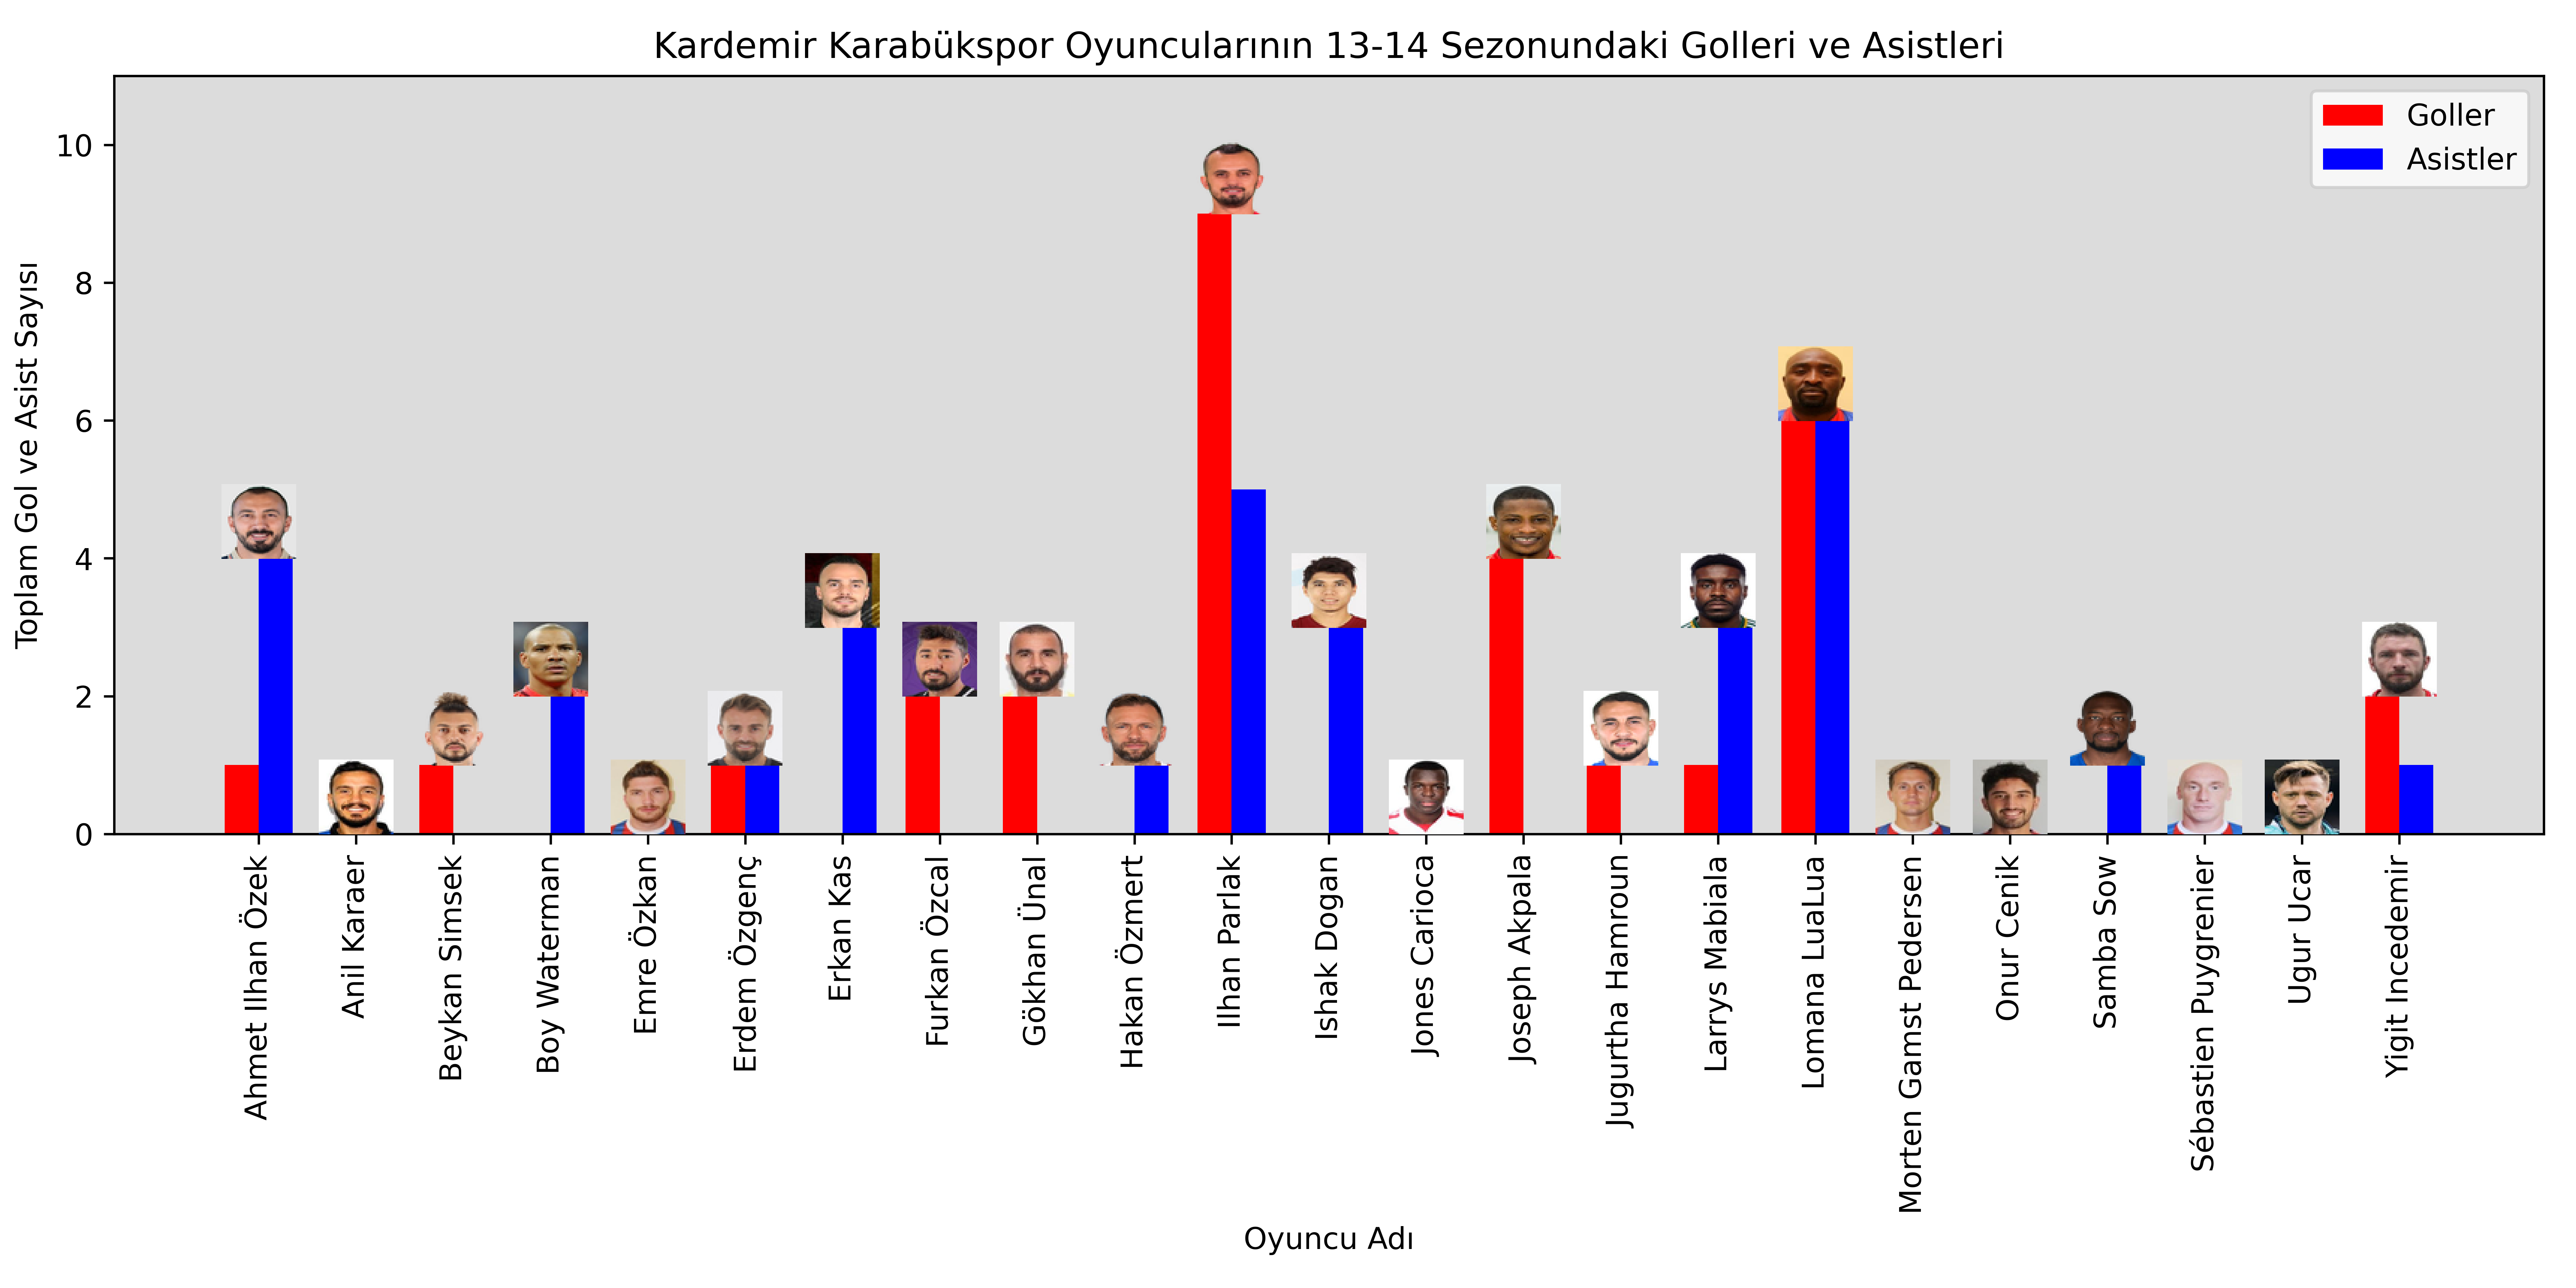 Kardemir Karabükspor Oyuncularının 13-14 Sezonundaki Golleri ve Asistleri
Goller
Asistler
Toplam Gol ve Asist Sayısı
10
8
6
4
2
0
Ahmet Ilhan Özek
Anil Karaer
Beykan Simsek
Boy Waterman
Emre Özkan
Erdem Özgenç
Erkan Kas
Furkan Özcal
Gökhan Ünal
Hakan Özmert
Ilhan Parlak
Ishak Dogan
Jones Carioca
Joseph Akpala
Jugurtha Hamroun
Larrys Mabiala
Lomana LuaLua
Morten Gamst Pedersen
Onur Cenik
Samba Sow
Sébastien Puygrenier
Ugur Ucar
Yigit Incedemir
Oyuncu Adı